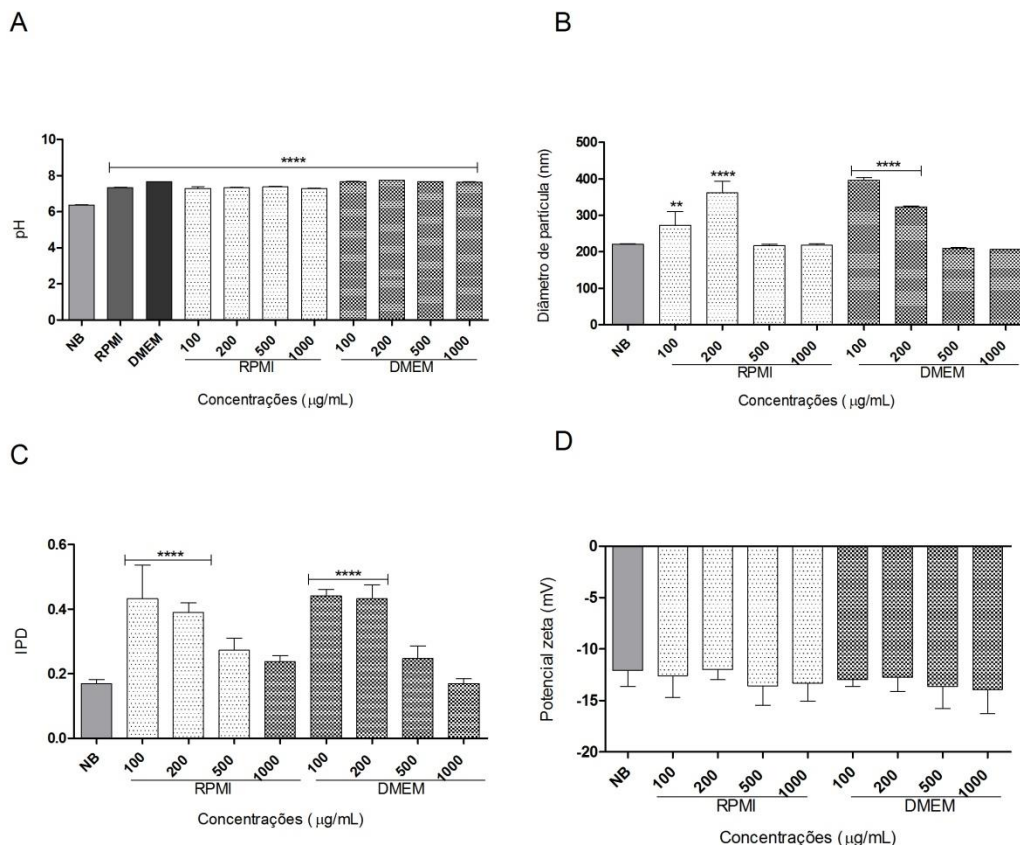 A
pH
10
8
6
4
2
0
****
NB
RPMI
DMEM
100
200
500
1000
100
200
500
1000
RPMI
DMEM
Concentrações ( µg/mL)
B
Diâmetro de partícula (nm)
500
400
300
200
100
0
**
****
****
NB
100
200
500
1000
100
200
500
1000
RPMI
DMEM
Concentrações ( µg/mL)
C
IPD
0.6
0.4
0.2
0.0
****
****
NB
100
200
500
1000
100
200
500
1000
RPMI
DMEM
Concentrações ( µg/mL)
D
Potencial zeta (mV)
0
-5
-10
-15
-20
NB
100
200
500
1000
100
200
500
1000
RPMI
DMEM
Concentrações ( µg/mL)